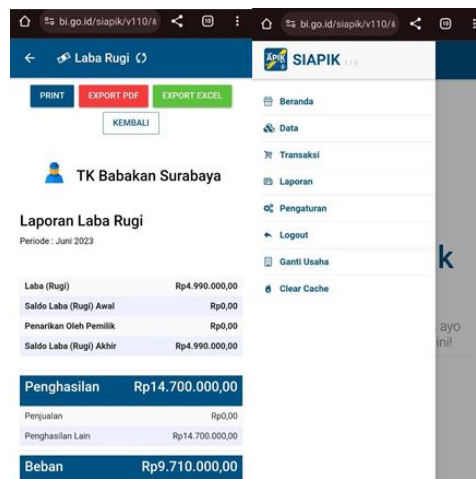 bi.go.id/siapik/v110/
10
Laba Rugi
PRINT
EXPORT PDF
EXPORT EXCEL
KEMBALI
TK Babakan Surabaya
Laporan Laba Rugi
Periode : Juni 2023
Laba (Rugi) Rp4.990.000,00
Saldo Laba (Rugi) Awal Rp0,00
Penarikan Oleh Pemilik Rp0,00
Saldo Laba (Rugi) Akhir Rp4.990.000,00
Penghasilan Rp14.700.000,00
Penjualan Rp0,00
Penghasilan Lain Rp14.700.000,00
Beban Rp9.710.000,00
bi.go.id/siapik/v110/
10
APIK
SIAPIK
Beranda
Data
Transaksi
Laporan
Pengaturan
Logout
Ganti Usaha
Clear Cache
k
ayo
ini!